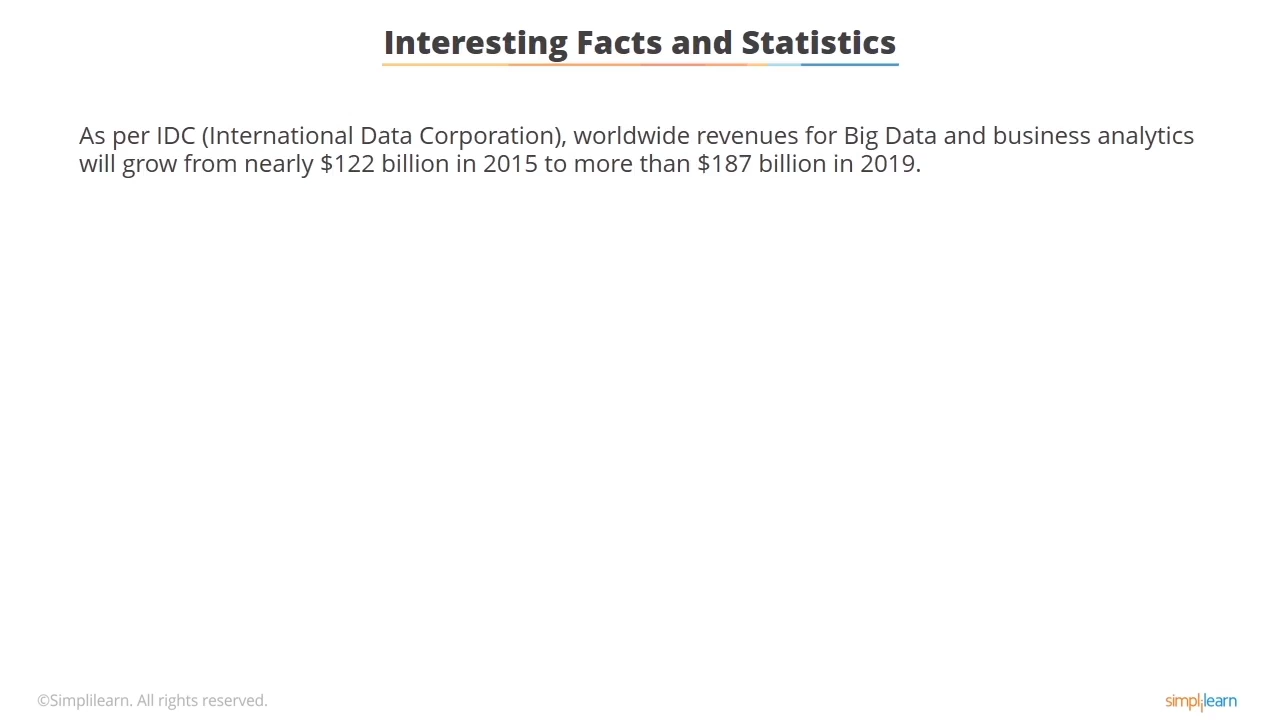 Interesting Facts and Statistics
As per IDC (International Data Corporation), worldwide revenues for Big Data and business analytics
will grow from nearly $122 billion in 2015 to more than $187 billion in 2019.
©Simplilearn. All rights reserved.
simplilearn